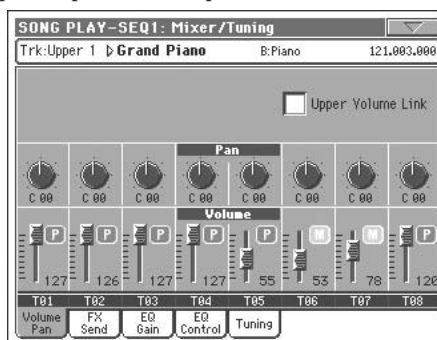 SONG PLAY-SEQ1: Mixer/Tuning
Trk:Upper 1 ▷Grand Piano B:Piano 121.003.000
Upper Volume Link
Pan
C 00 C 00 C 00 C 00 C 00 C 00 C 00 C 00
Volume
P P P P P M M P
127 126 127 127 55 53 78 120
T01 T02 T03 T04 T05 T06 T07 T08
Volume Pan FX Send EQ Gain EQ Control Tuning